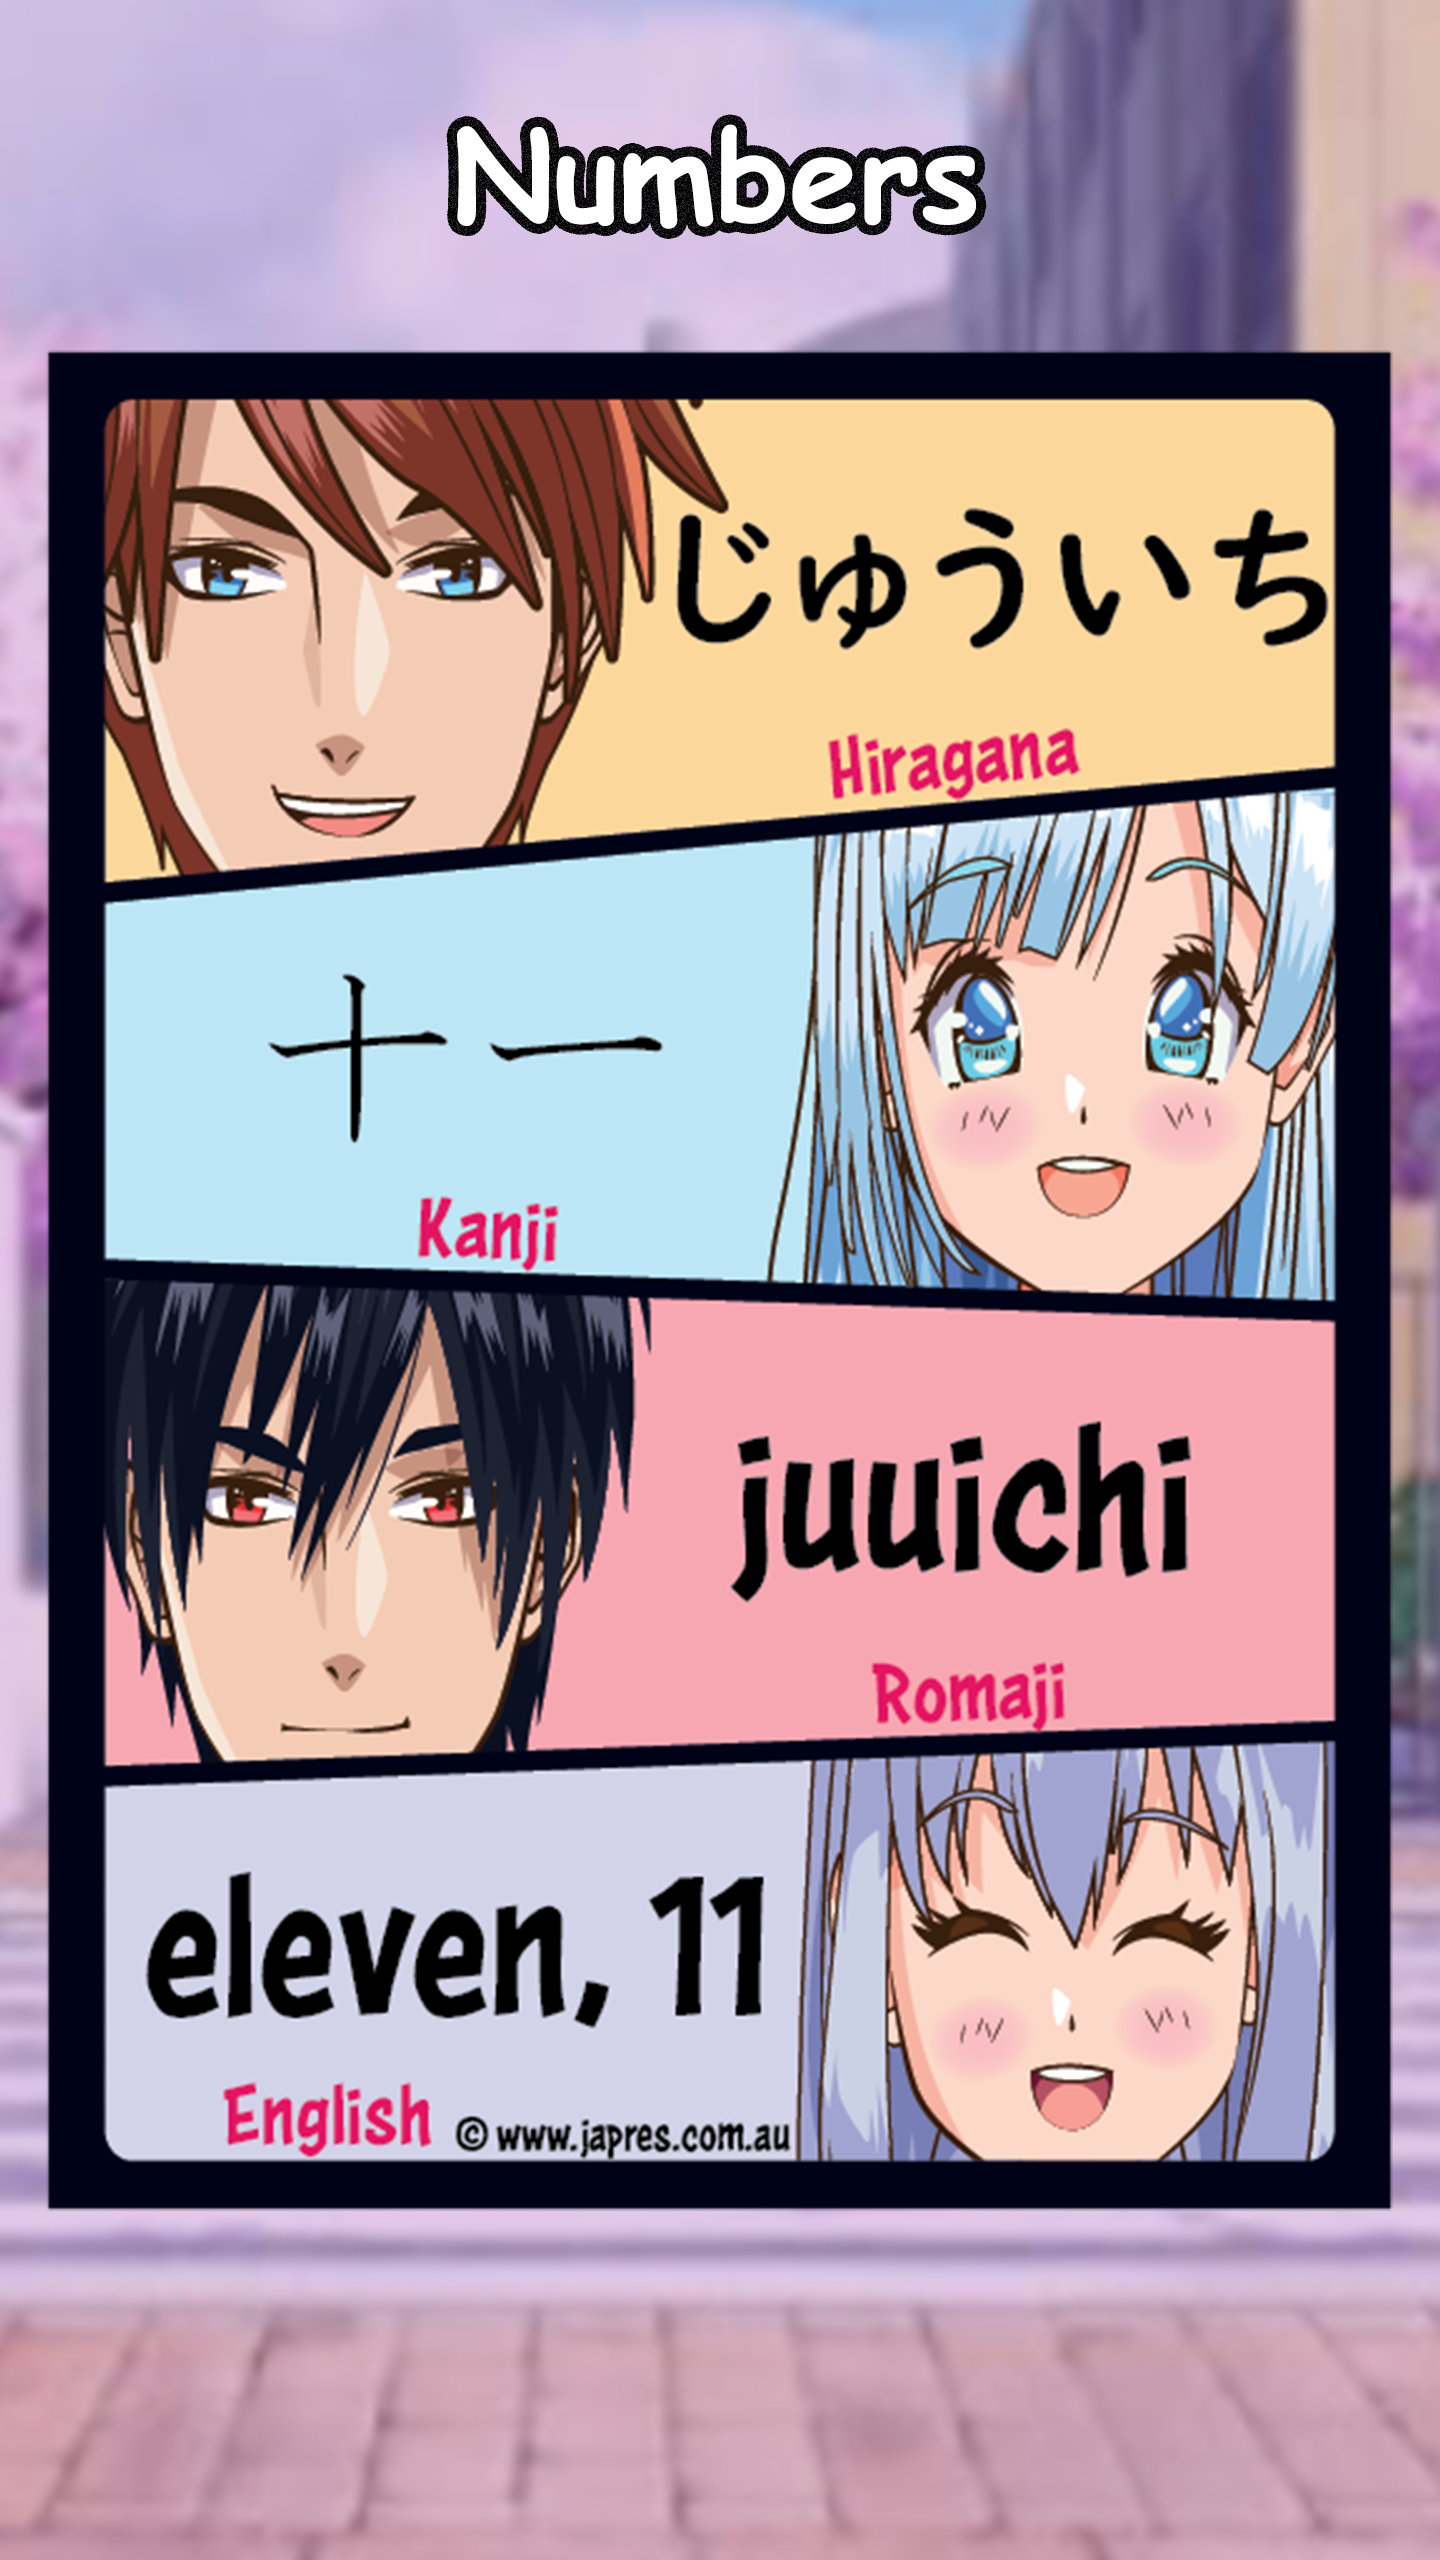 Numbers
じゅういち
Hiragana
十一
Kanji
juuichi
Romaji
eleven, 11
English
© www.japres.com.au